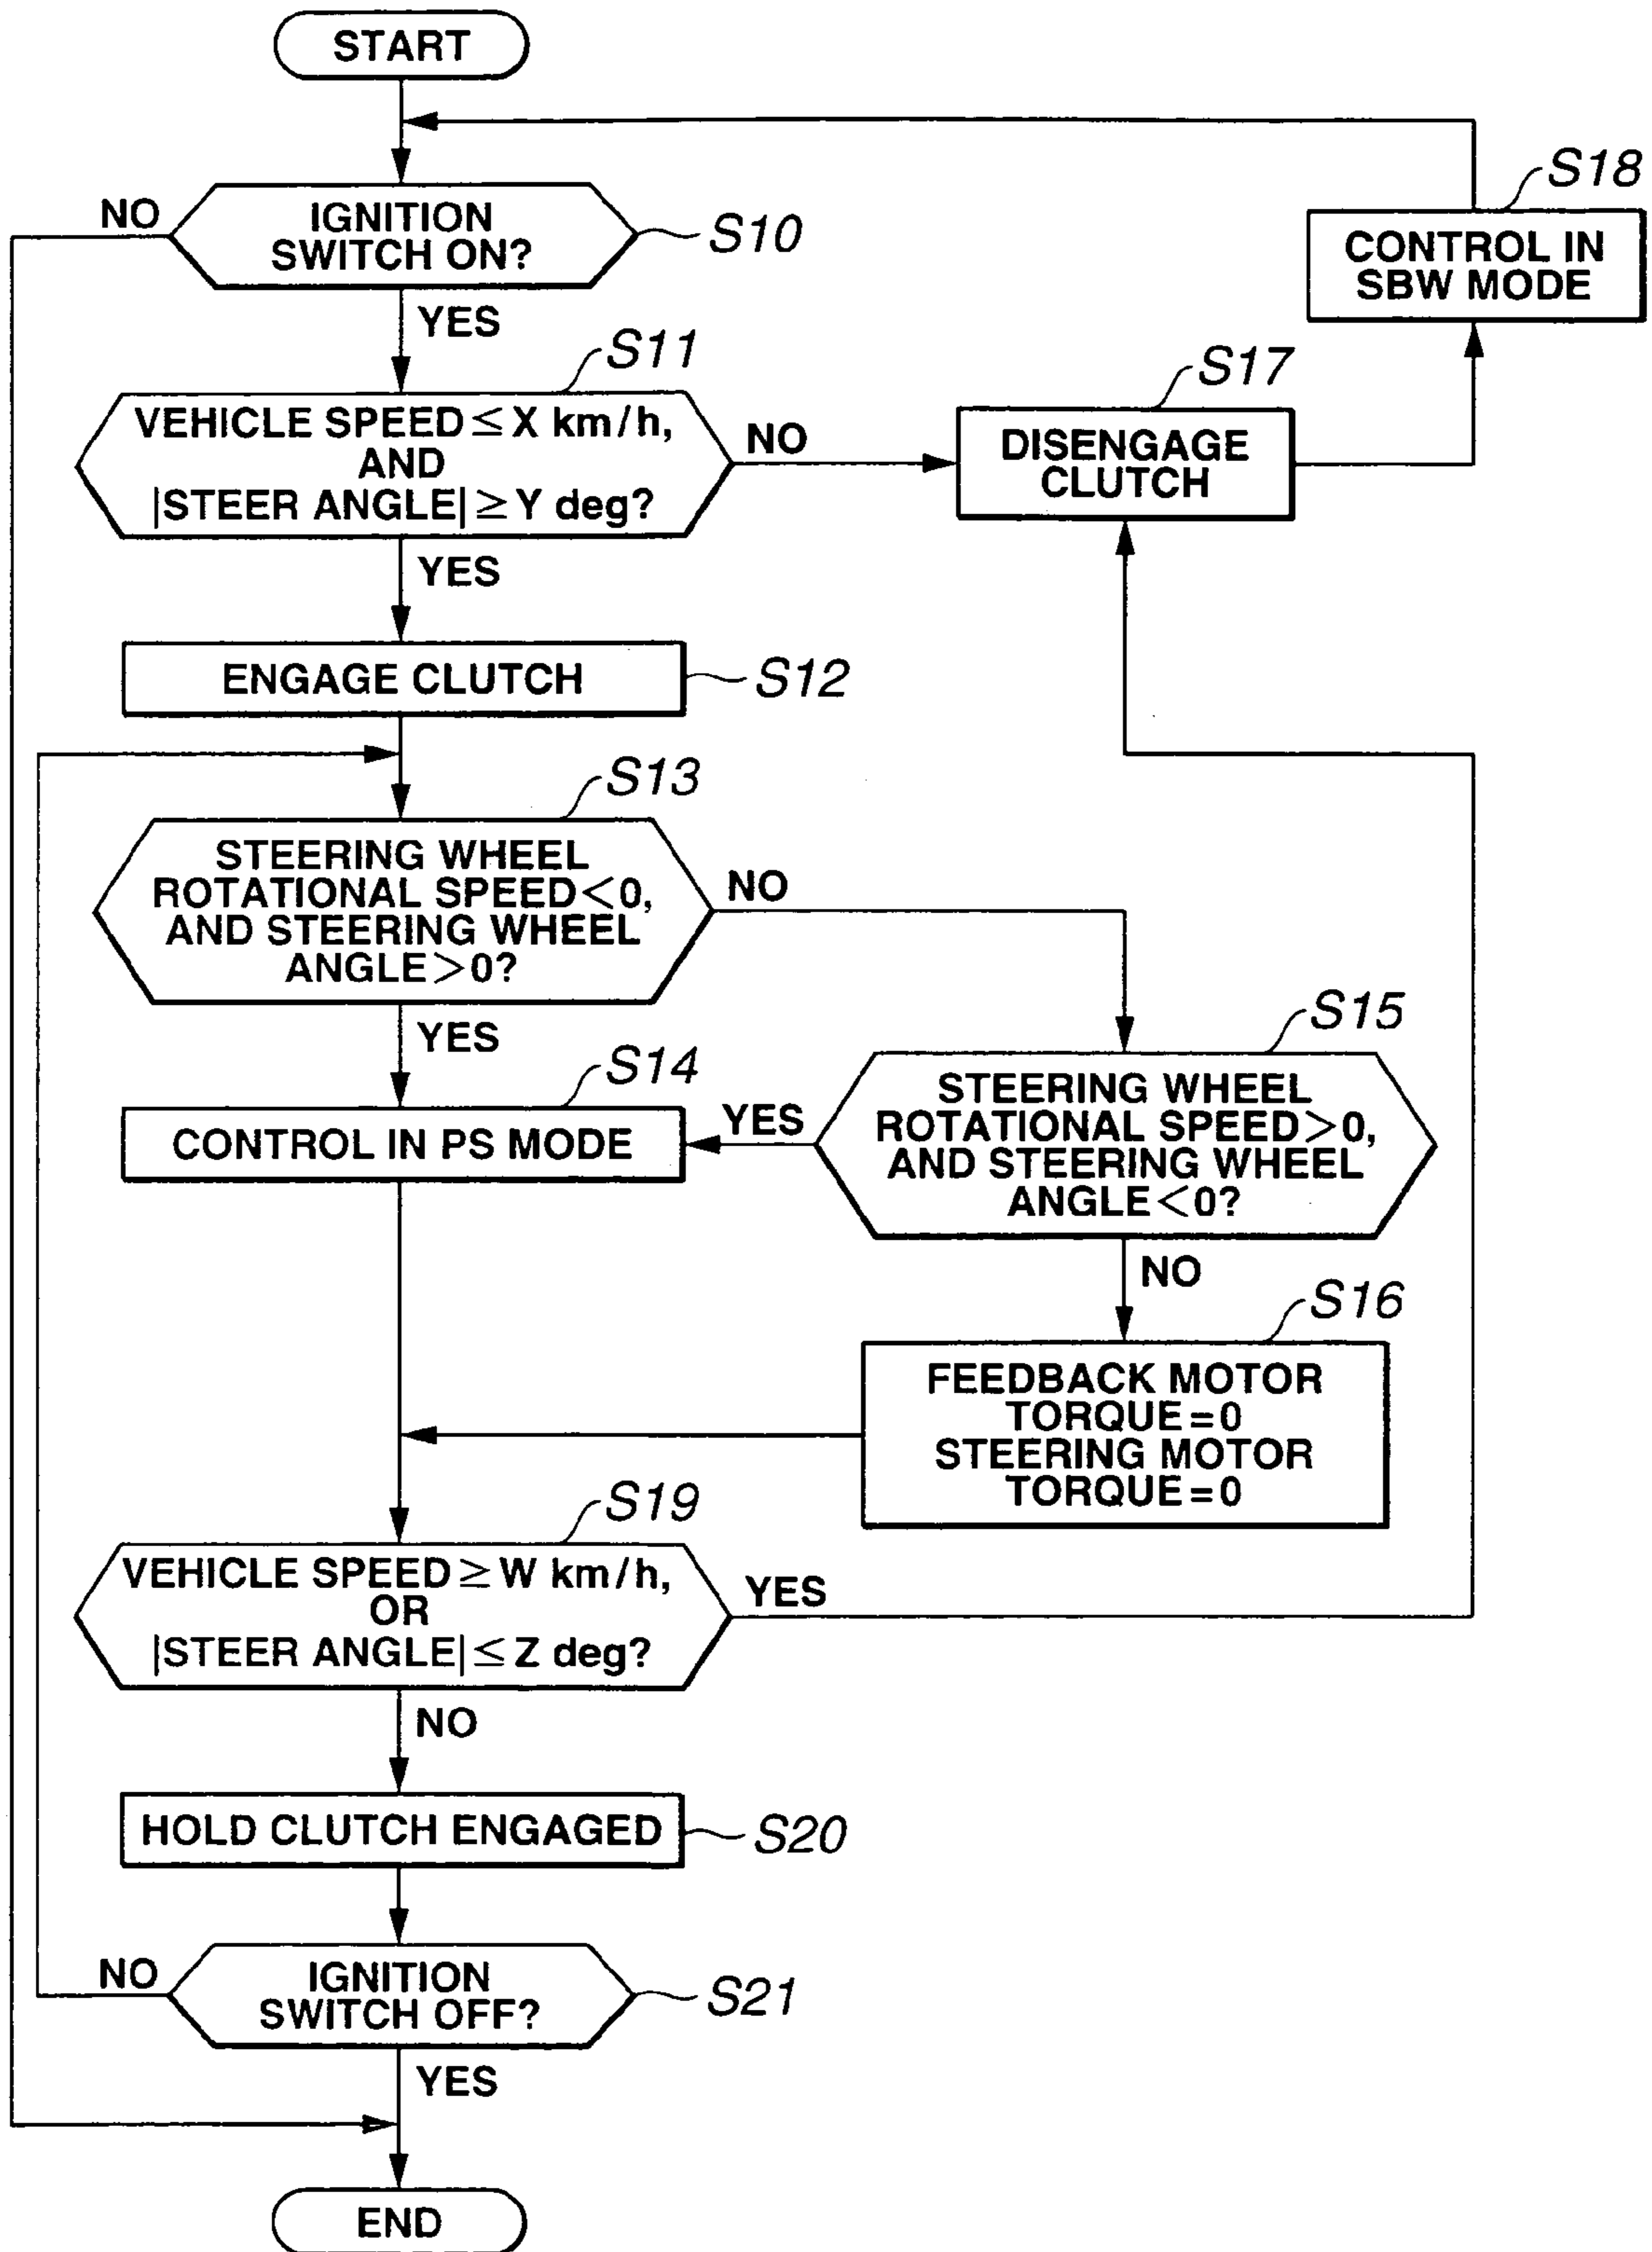 START
S18
NO
IGNITION
SWITCH ON?
S10
CONTROL IN
SBW MODE
YES
S11
S17
VEHICLE SPEED≤X km/h,
AND
|STEER ANGLE|≥Y deg?
NO
DISENGAGE
CLUTCH
YES
ENGAGE CLUTCH
S12
S13
STEERING WHEEL
ROTATIONAL SPEED<0,
AND STEERING WHEEL
ANGLE>0?
NO
YES
S15
S14
CONTROL IN PS MODE
YES
STEERING WHEEL
ROTATIONAL SPEED>0,
AND STEERING WHEEL
ANGLE<0?
NO
S16
FEEDBACK MOTOR
TORQUE=0
STEERING MOTOR
TORQUE=0
S19
VEHICLE SPEED≥W km/h,
OR
|STEER ANGLE|≤Z deg?
YES
NO
HOLD CLUTCH ENGAGED
S20
NO
IGNITION
SWITCH OFF?
S21
YES
END